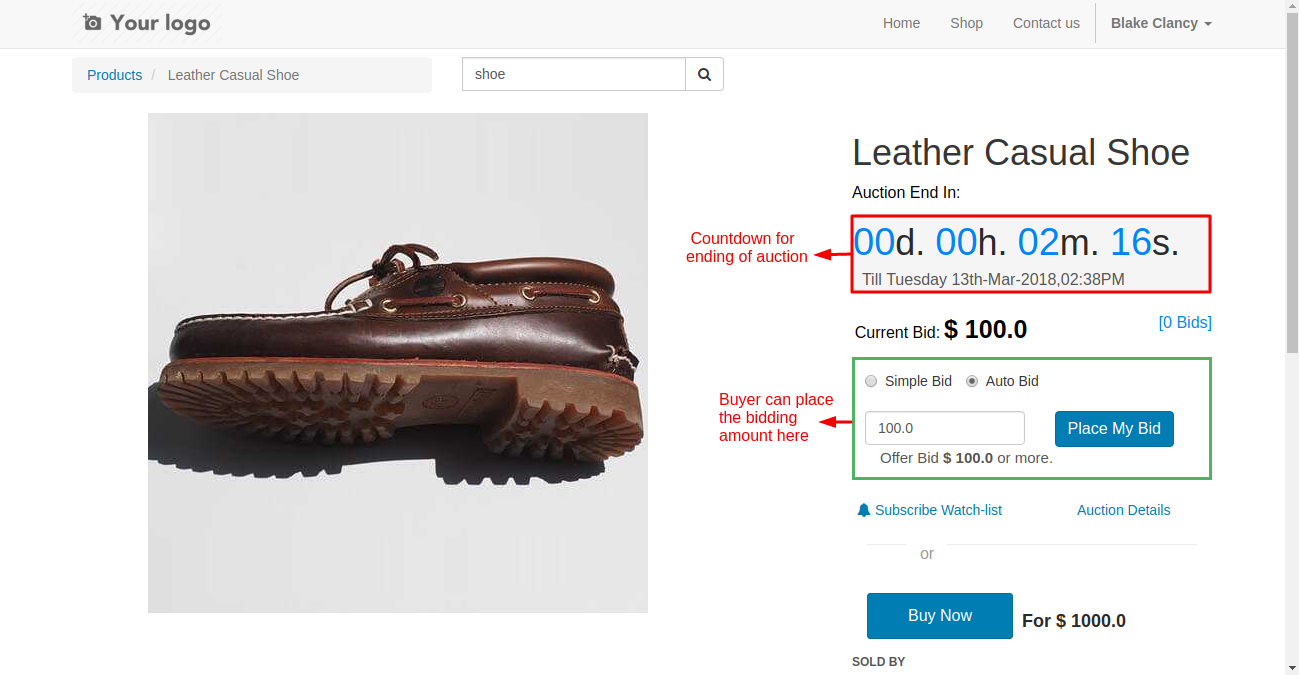 Your logo
Home
Shop
Contact us
Blake Clancy
Products / Leather Casual Shoe
shoe
Leather Casual Shoe
Auction End In:
00d. 00h. 02m. 16s.
Till Tuesday 13th-Mar-2018,02:38PM
Countdown for
ending of auction
Current Bid: $ 100.0
[0 Bids]
Simple Bid
Auto Bid
Buyer can place
the bidding
amount here
100.0
Place My Bid
Offer Bid $ 100.0 or more.
Subscribe Watch-list
Auction Details
or
Buy Now
For $ 1000.0
SOLD BY